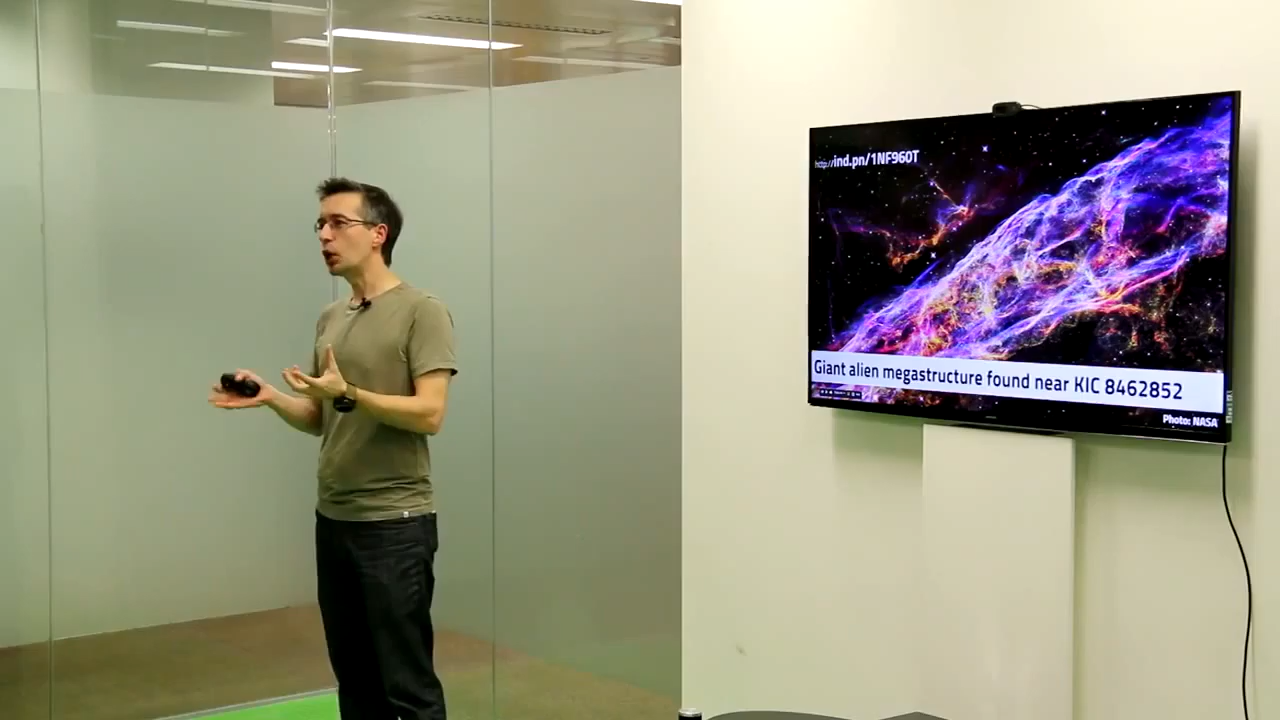 http://ind.pn/1NF960T
Giant alien megastructure found near KIC 8462852
Photo: NASA